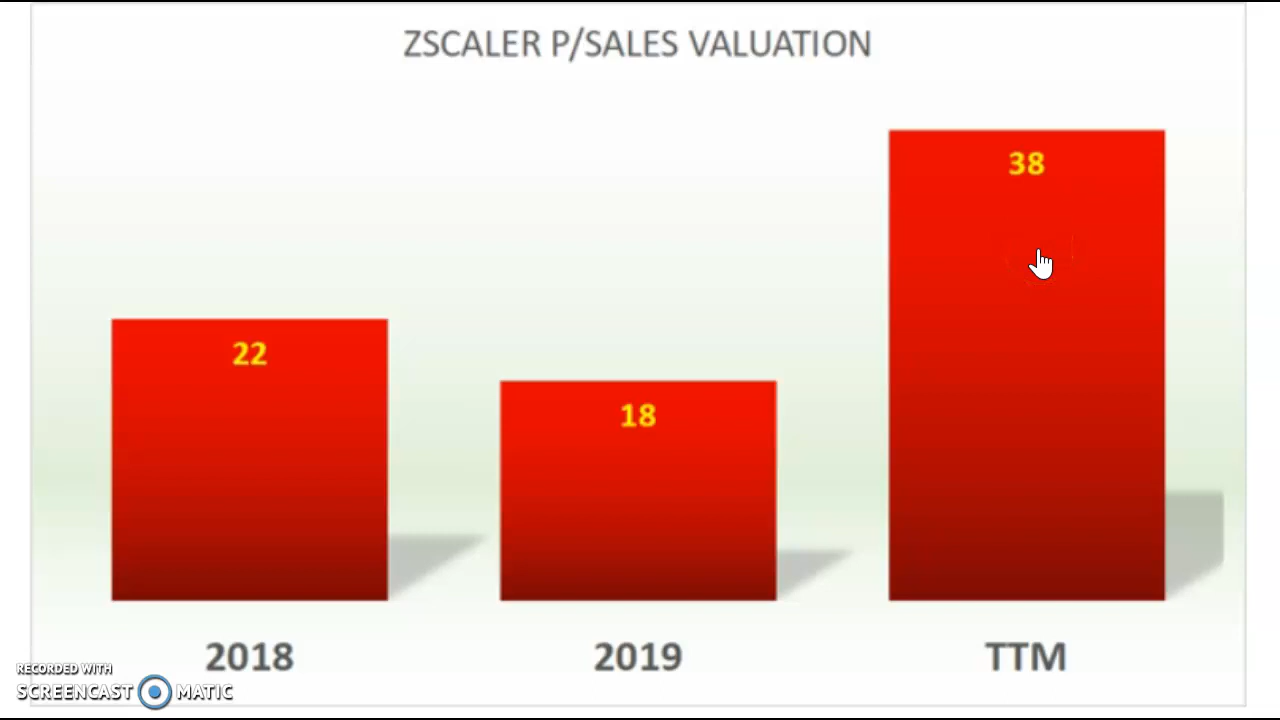 ZSCALER P/SALES VALUATION
38
22
18
2018 2019 TTM
RECORDED WITH
SCREENCAST MATIC